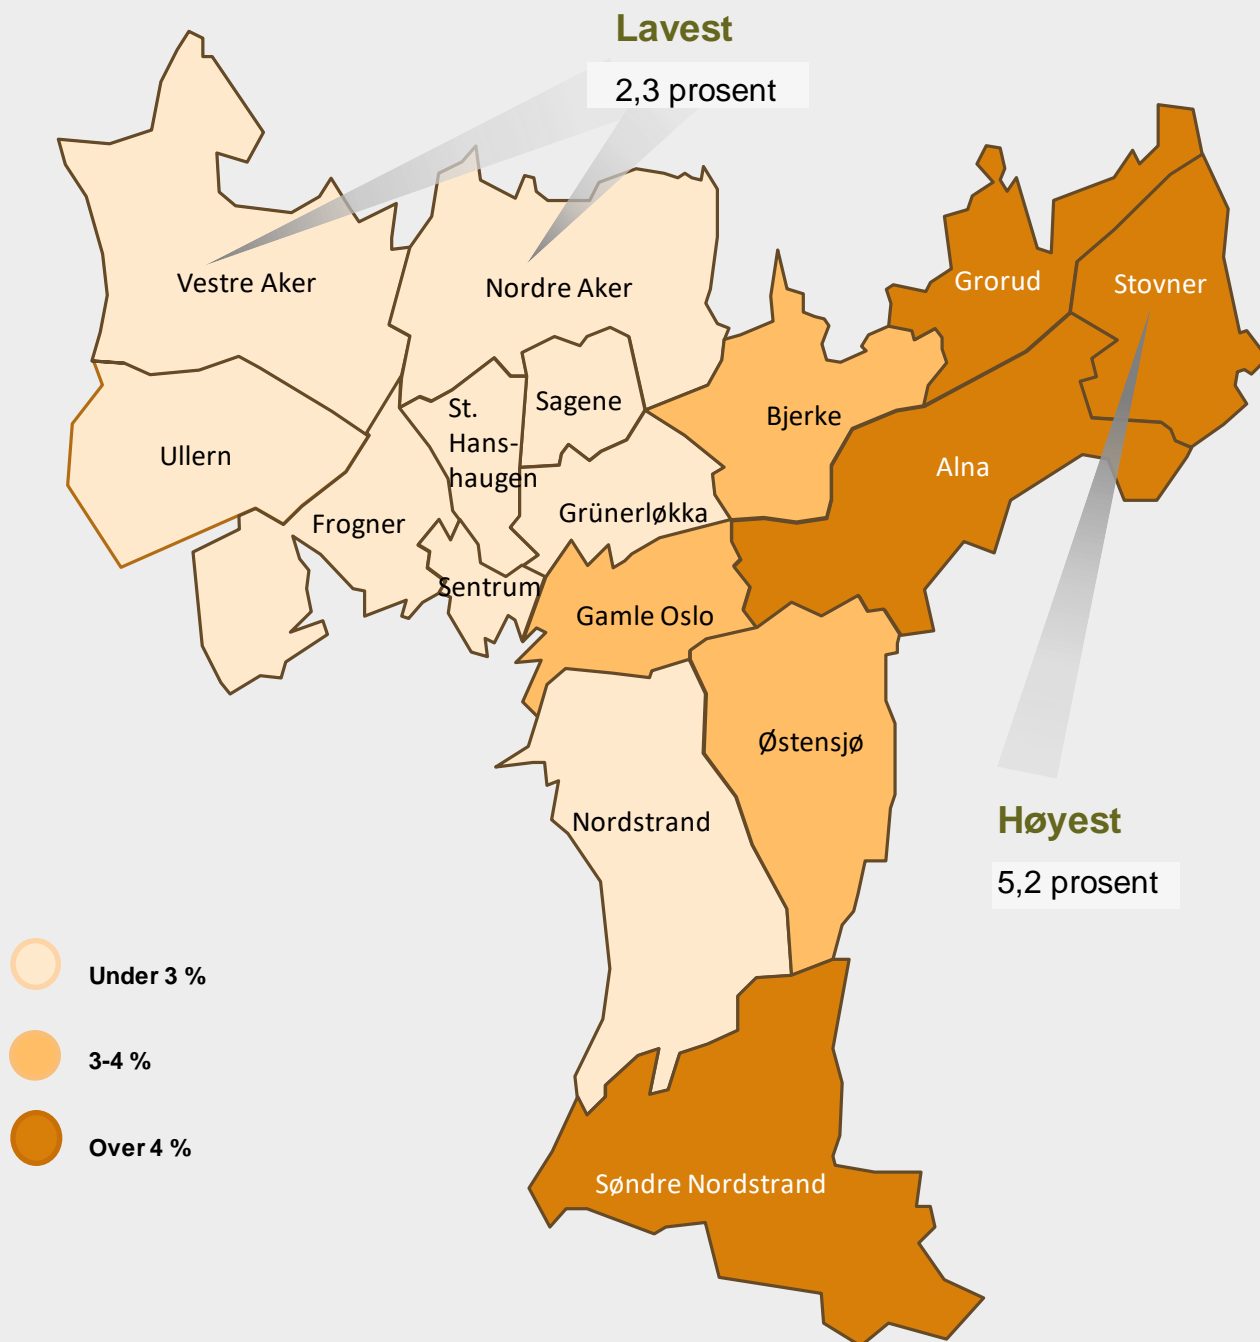 Lavest
2,3 prosent
Vestre Aker
Nordre Aker
Grorud
Stovner
Sagene
St.
Hans-
haugen
Bjerke
Ullern
Alna
Frogner
Grünerløkka
Sentrum
Gamle Oslo
Østensjø
Nordstrand
Høyest
5,2 prosent
Under 3 %
3-4 %
Over 4 %
Søndre Nordstrand